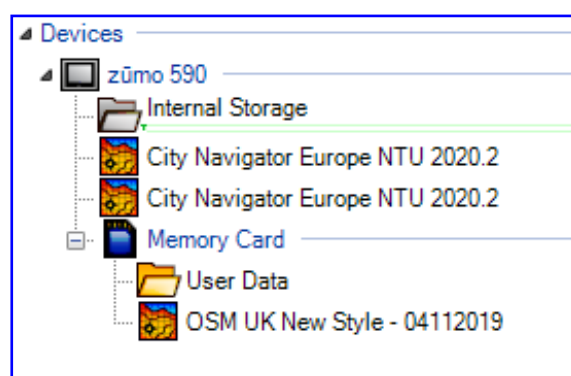 Devices
zūmo 590
Internal Storage
City Navigator Europe NTU 2020.2
City Navigator Europe NTU 2020.2
Memory Card
User Data
OSM UK New Style - 04112019